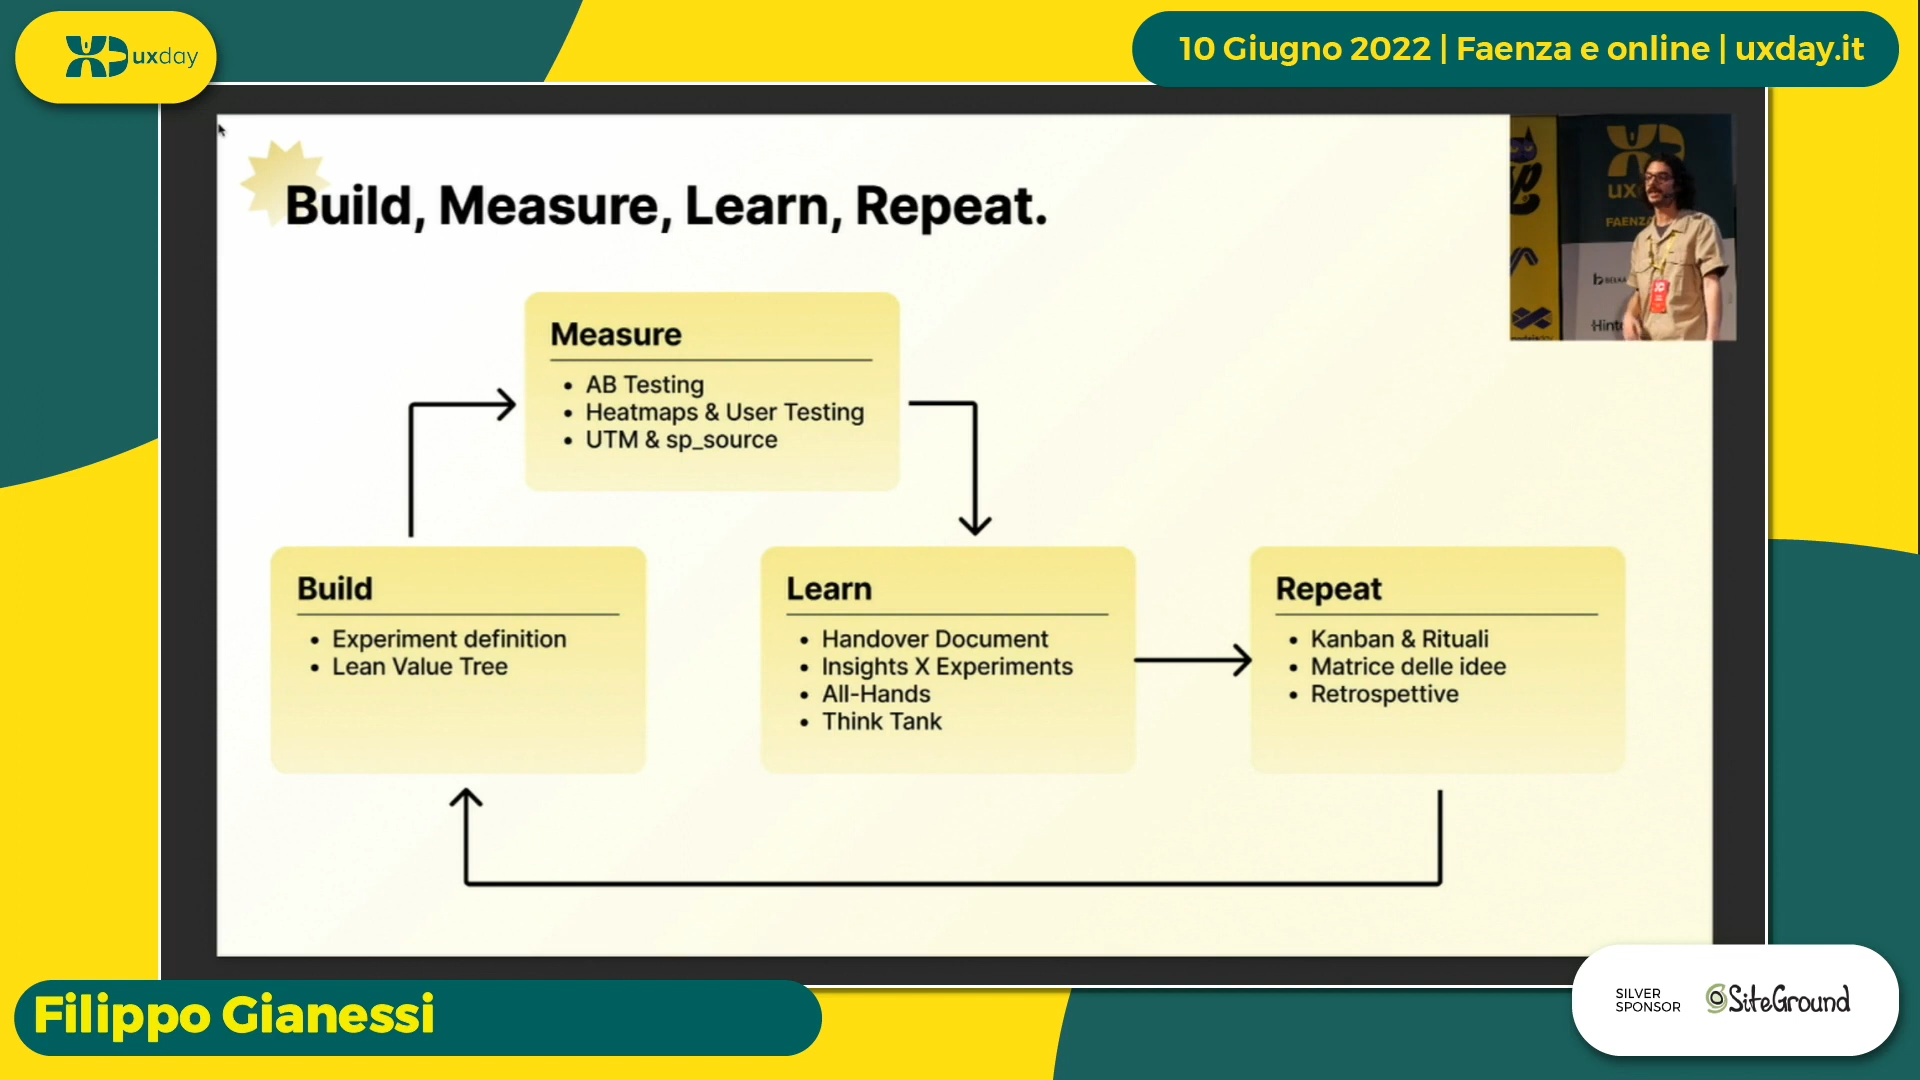 uxday
10 Giugno 2022 | Faenza e online | uxday.it
Build, Measure, Learn, Repeat.
Measure
• AB Testing
• Heatmaps & User Testing
• UTM & sp_source
Build
• Experiment definition
• Lean Value Tree
Learn
• Handover Document
• Insights X Experiments
• All-Hands
• Think Tank
Repeat
• Kanban & Rituali
• Matrice delle idee
• Retrospettive
Filippo Gianessi
SILVER
SPONSOR
SiteGround